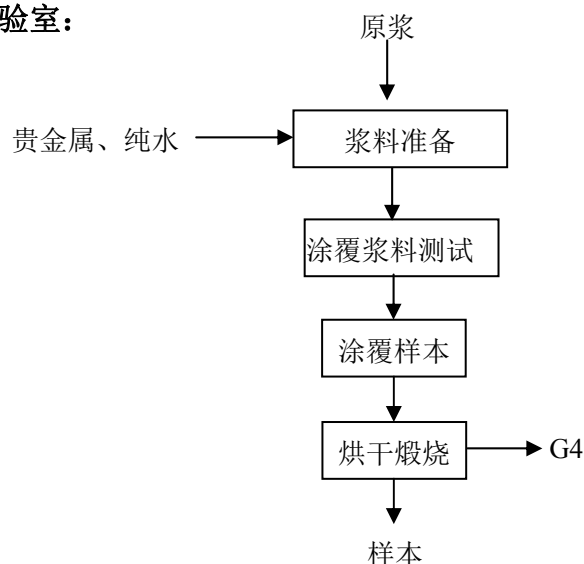 验室：
原浆
贵金属、纯水
浆料准备
涂覆浆料测试
涂覆样本
烘干煅烧
G4
样本